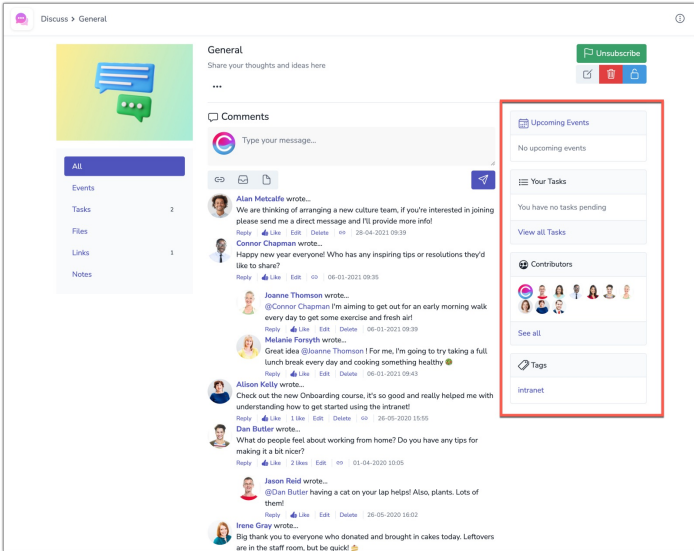 Discuss > General
General
Share your thoughts and ideas here
...
Unsubscribe
Comments
Type your message...
All
Events
Tasks 2
Files
Links 1
Notes
Alan Metcalfe wrote...
We are thinking of arranging a new culture team, if you're interested in joining
please send me a direct message and I'll provide more info!
Reply Like Edit Delete 28-04-2021 09:39
Connor Chapman wrote...
Happy new year everyone! Who has any inspiring tips or resolutions they'd
like to share?
Reply Like Edit 06-01-2021 09:35
Joanne Thomson wrote...
@Connor Chapman I'm aiming to get out for an early morning walk
every day to get some exercise and fresh air!
Reply Like Edit Delete 06-01-2021 09:39
Melanie Forsyth wrote...
Great idea @Joanne Thomson ! For me, I'm going to try taking a full
lunch break every day and cooking something healthy
Reply Like Edit Delete 06-01-2021 09:43
Alison Kelly wrote...
Check out the new Onboarding course, it's so good and really helped me with
understanding how to get started using the intranet!
Reply Like 1 like Edit Delete 26-05-2020 15:55
Dan Butler wrote...
What do people feel about working from home? Do you have any tips for
making it a bit nicer?
Reply Like 2 likes Edit 01-04-2020 10:05
Jason Reid wrote...
@Dan Butler having a cat on your lap helps! Also, plants. Lots of
them!
Reply Like Edit Delete 26-05-2020 16:02
Irene Gray wrote...
Big thank you to everyone who donated and brought in cakes today. Leftovers
are in the staff room, but be quick!
Upcoming Events
No upcoming events
Your Tasks
You have no tasks pending
View all Tasks
Contributors
See all
Tags
intranet